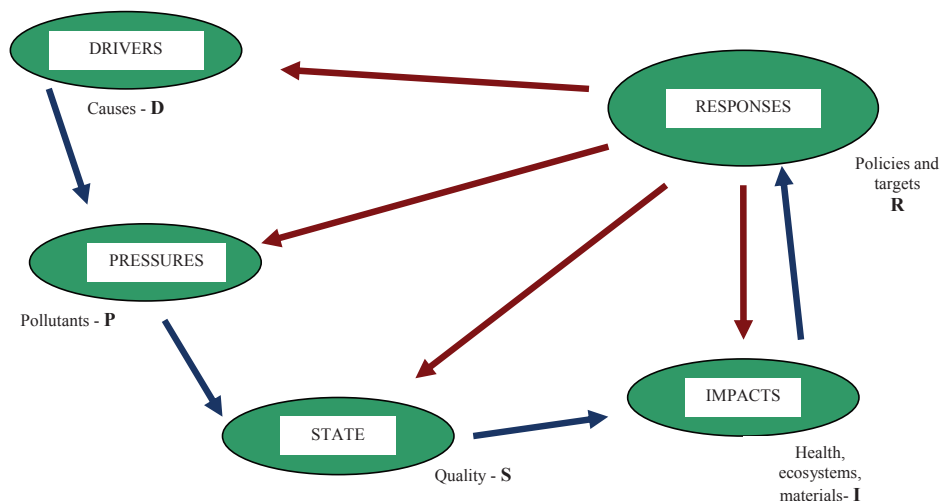 DRIVERS
Causes - D
RESPONSES
Policies and
targets
R
PRESSURES
Pollutants - P
STATE
Quality - S
IMPACTS
Health,
ecosystems,
materials- I